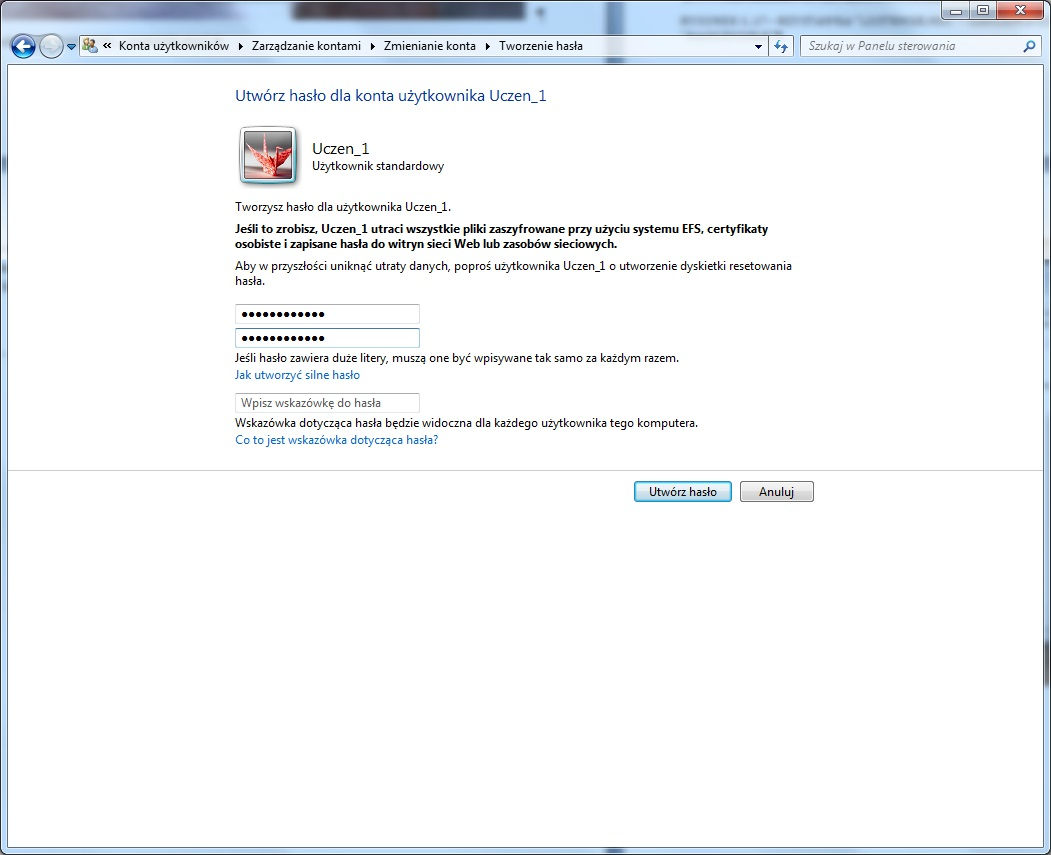 « Konta użytkowników ▸ Zarządzanie kontami ▸ Zmienianie konta ▸ Tworzenie hasła
Szukaj w Panelu sterowania
Utwórz hasło dla konta użytkownika Uczen_1
Uczen_1
Użytkownik standardowy
Tworzysz hasło dla użytkownika Uczen_1.
Jeśli to zrobisz, Uczen_1 utraci wszystkie pliki zaszyfrowane przy użyciu systemu EFS, certyfikaty
osobiste i zapisane hasła do witryn sieci Web lub zasobów sieciowych.
Aby w przyszłości uniknąć utraty danych, poproś użytkownika Uczen_1 o utworzenie dyskietki resetowania
hasła.
●●●●●●●●●●●●
●●●●●●●●●●●●
Jeśli hasło zawiera duże litery, muszą one być wpisywane tak samo za każdym razem.
Jak utworzyć silne hasło
Wpisz wskazówkę do hasła
Wskazówka dotycząca hasła będzie widoczna dla każdego użytkownika tego komputera.
Co to jest wskazówka dotycząca hasła?
Utwórz hasło
Anuluj